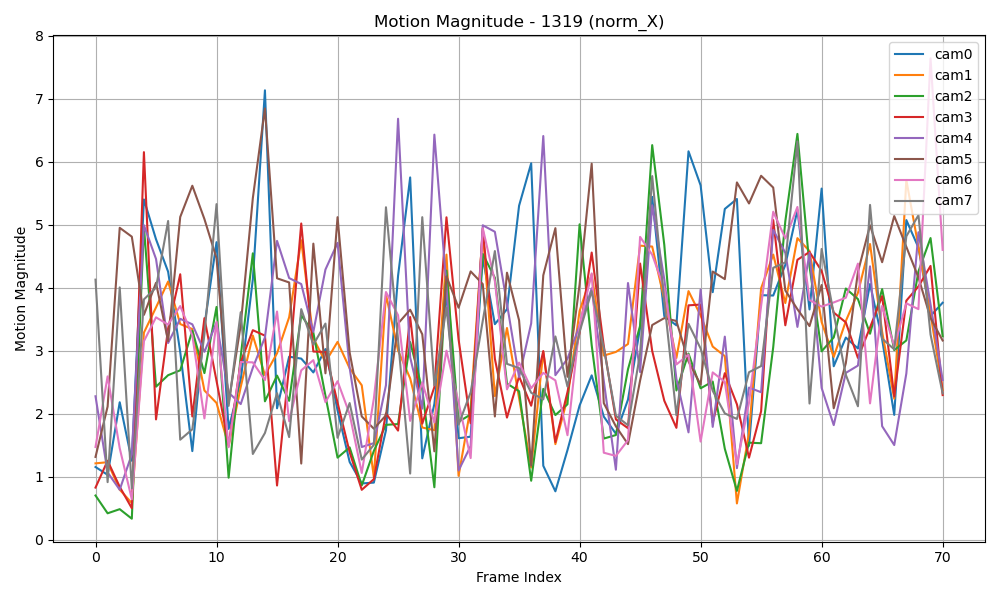 Motion Magnitude - 1319 (norm_X)
8
7
6
5
4
3
2
1
0
Motion Magnitude
0 10 20 30 40 50 60 70
Frame Index
cam0
cam1
cam2
cam3
cam4
cam5
cam6
cam7